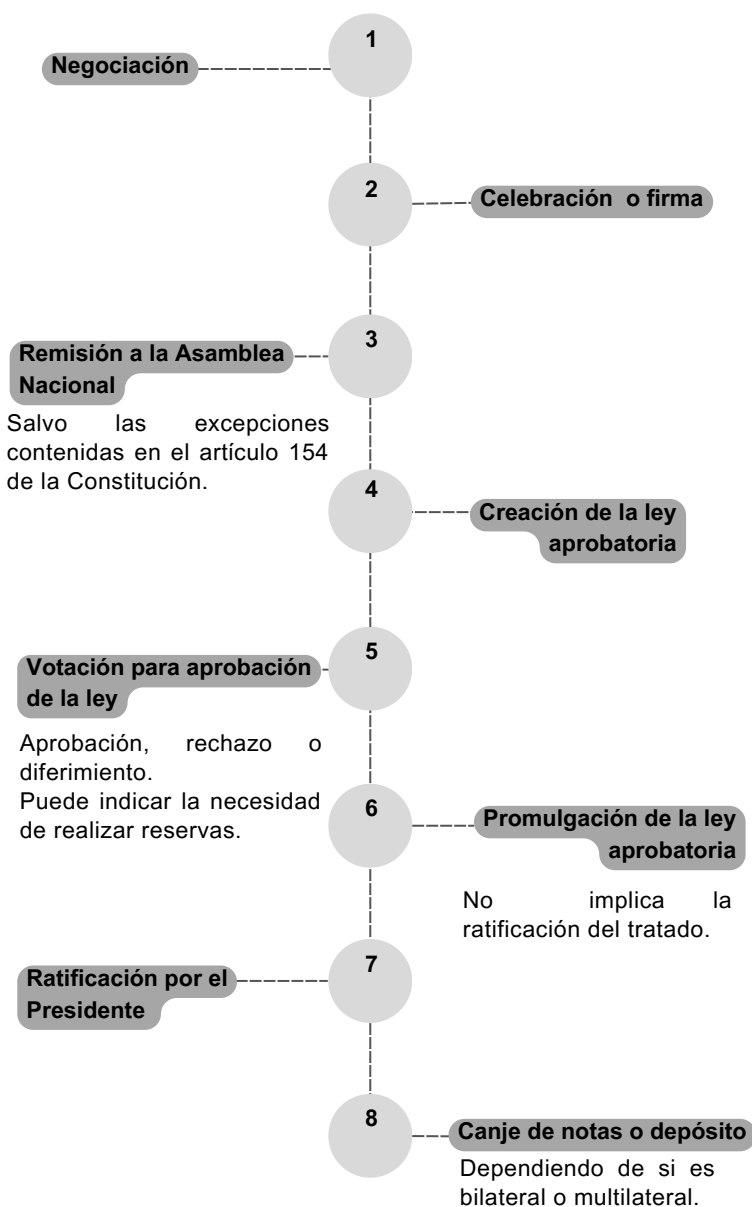 1
Negociación
2
Celebración o firma
3
Remisión a la Asamblea
Nacional
Salvo las excepciones
contenidas en el artículo 154
de la Constitución.
4
Creación de la ley
aprobatoria
5
Votación para aprobación
de la ley
Aprobación, rechazo o
diferimiento.
Puede indicar la necesidad
de realizar reservas.
6
Promulgación de la ley
aprobatoria
No implica la
ratificación del tratado.
7
Ratificación por el
Presidente
8
Canje de notas o depósito
Dependiendo de si es
bilateral o multilateral.